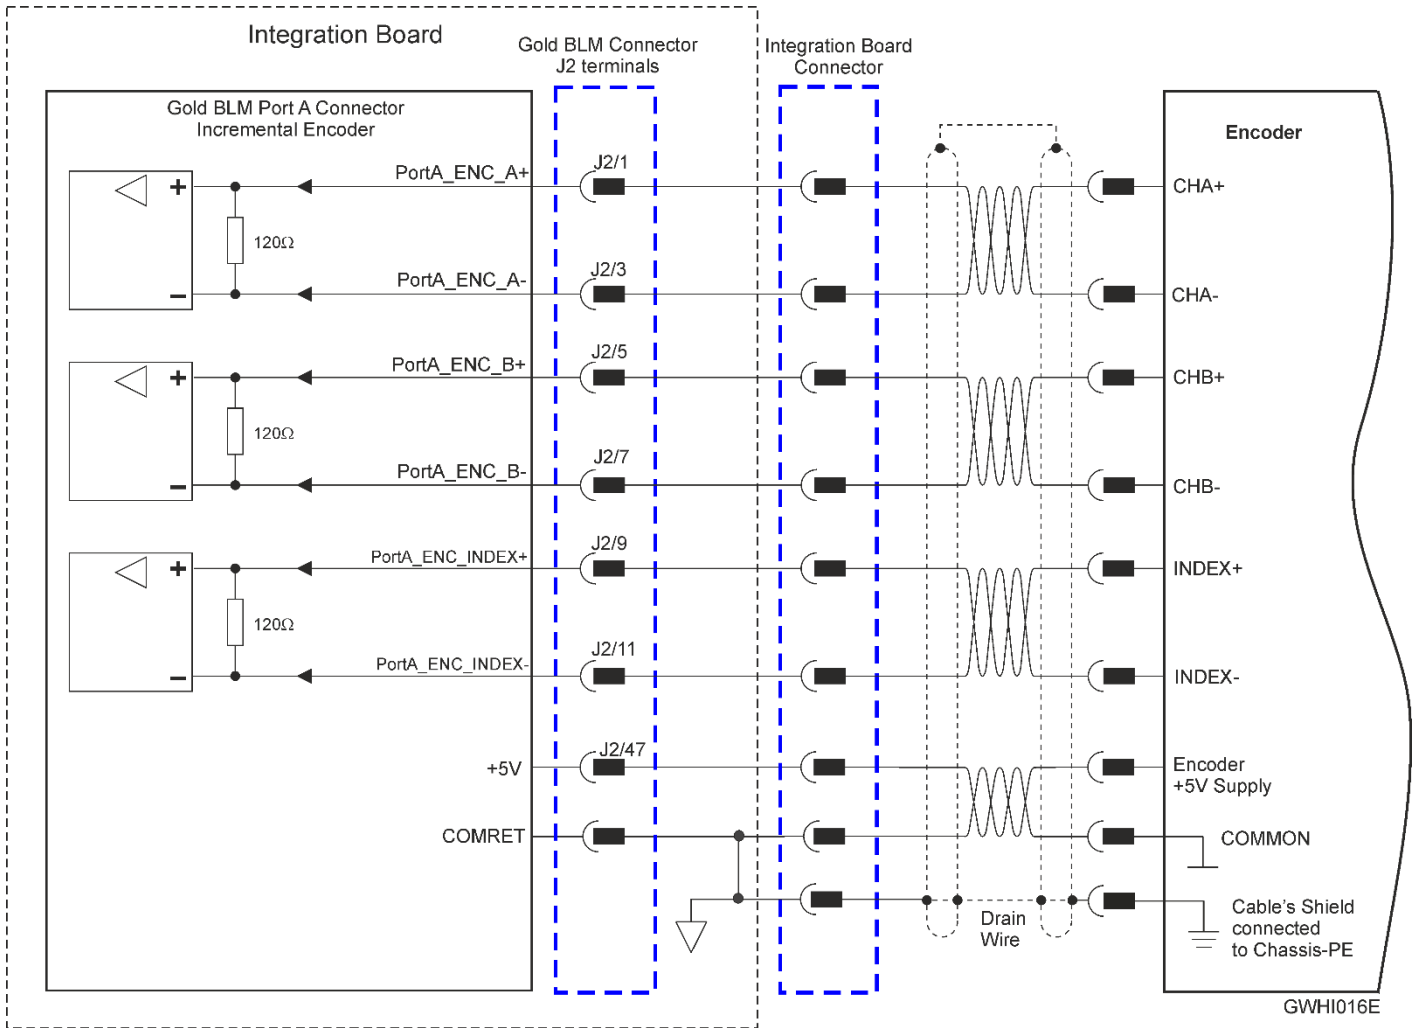 Integration Board
Gold BLM Connector
J2 terminals
Integration Board
Connector
Gold BLM Port A Connector
Incremental Encoder
Encoder
+
PortA_ENC_A+
J2/1
CHA+
120Ω
−
PortA_ENC_A-
J2/3
CHA-
+
PortA_ENC_B+
J2/5
CHB+
120Ω
−
PortA_ENC_B-
J2/7
CHB-
+
PortA_ENC_INDEX+
J2/9
INDEX+
120Ω
−
PortA_ENC_INDEX-
J2/11
INDEX-
+5V
J2/47
Encoder
+5V Supply
COMRET
COMMON
Drain
Wire
Cable's Shield
connected
to Chassis-PE
GWHI016E